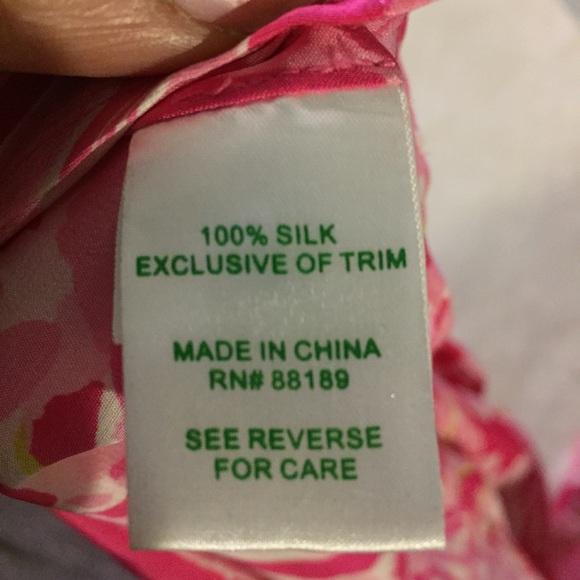 100% SILK
EXCLUSIVE OF TRIM
MADE IN CHINA
RN# 88189
SEE REVERSE
FOR CARE